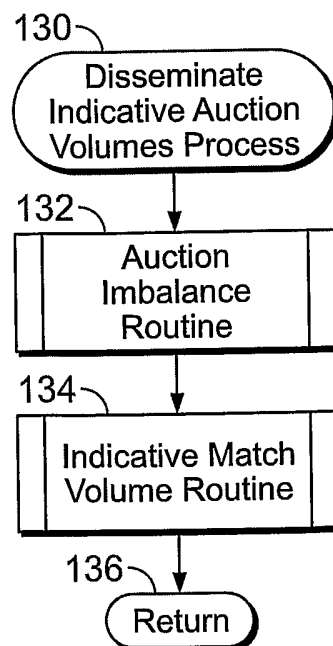 130
Disseminate
Indicative Auction
Volumes Process
132
Auction
Imbalance
Routine
134
Indicative Match
Volume Routine
136
Return